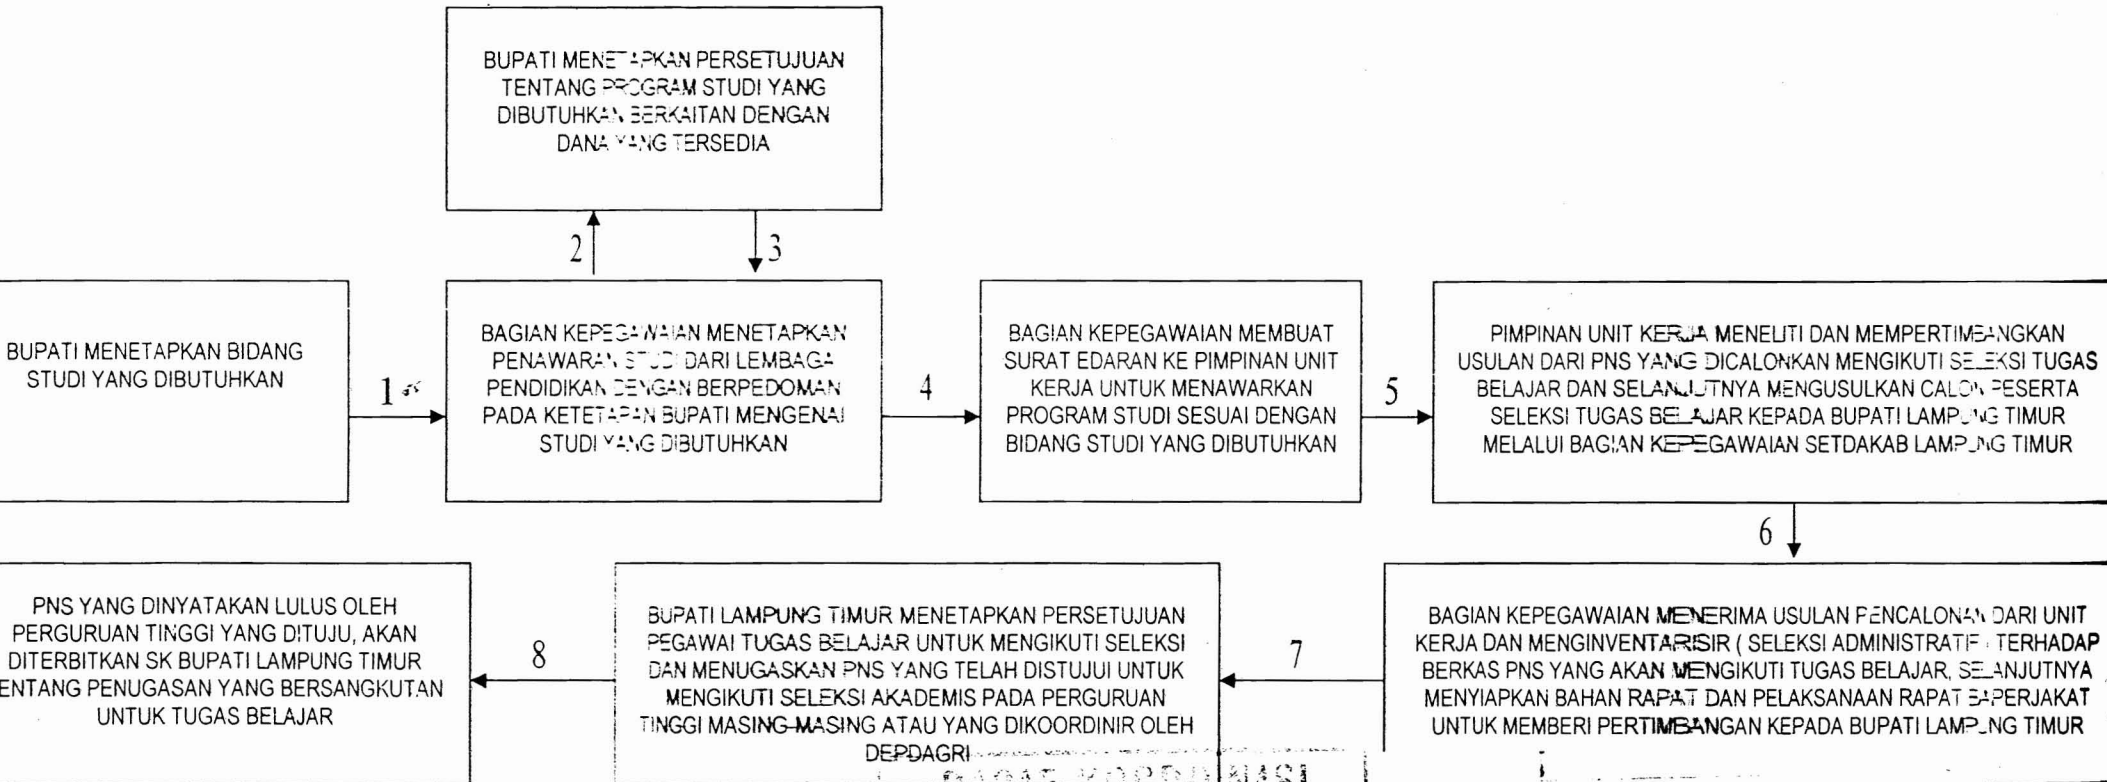 BUPATI MENETAPKAN PERSETUJUAN
TENTANG PROGRAM STUDI YANG
DIBUTUHKAN BERKAITAN DENGAN
DANA YANG TERSEDIA
2
3
BUPATI MENETAPKAN BIDANG
STUDI YANG DIBUTUHKAN
1
BAGIAN KEPEGAWAIAN MENETAPKAN
PENAWARAN STUDI DARI LEMBAGA
PENDIDIKAN DENGAN BERPEDOMAN
PADA KETETAPAN BUPATI MENGENAI
STUDI YANG DIBUTUHKAN
4
BAGIAN KEPEGAWAIAN MEMBUAT
SURAT EDARAN KE PIMPINAN UNIT
KERJA UNTUK MENAWARKAN
PROGRAM STUDI SESUAI DENGAN
BIDANG STUDI YANG DIBUTUHKAN
5
PIMPINAN UNIT KERJA MENELITI DAN MEMPERTIMBANGKAN
USULAN DARI PNS YANG DICALONKAN MENGIKUTI SELEKSI TUGAS
BELAJAR DAN SELANJUTNYA MENGUSULKAN CALON PESERTA
SELEKSI TUGAS BELAJAR KEPADA BUPATI LAMPUNG TIMUR
MELALUI BAGIAN KEPEGAWAIAN SETDAKAB LAMPUNG TIMUR
6
BAGIAN KEPEGAWAIAN MENERIMA USULAN PENCALONAN DARI UNIT
KERJA DAN MENGINVENTARISIR ( SELEKSI ADMINISTRATIF ) TERHADAP
BERKAS PNS YANG AKAN MENGIKUTI TUGAS BELAJAR, SELANJUTNYA
MENYIAPKAN BAHAN RAPAT DAN PELAKSANAAN RAPAT BAPERJAKAT
UNTUK MEMBERI PERTIMBANGAN KEPADA BUPATI LAMPUNG TIMUR
7
BUPATI LAMPUNG TIMUR MENETAPKAN PERSETUJUAN
PEGAWAI TUGAS BELAJAR UNTUK MENGIKUTI SELEKSI
DAN MENUGASKAN PNS YANG TELAH DISTUJUI UNTUK
MENGIKUTI SELEKSI AKADEMIS PADA PERGURUAN
TINGGI MASING-MASING ATAU YANG DIKOORDINIR OLEH
DEPDAGRI
8
PNS YANG DINYATAKAN LULUS OLEH
PERGURUAN TINGGI YANG DITUJU, AKAN
DITERBITKAN SK BUPATI LAMPUNG TIMUR
ENTANG PENUGASAN YANG BERSANGKUTAN
UNTUK TUGAS BELAJAR